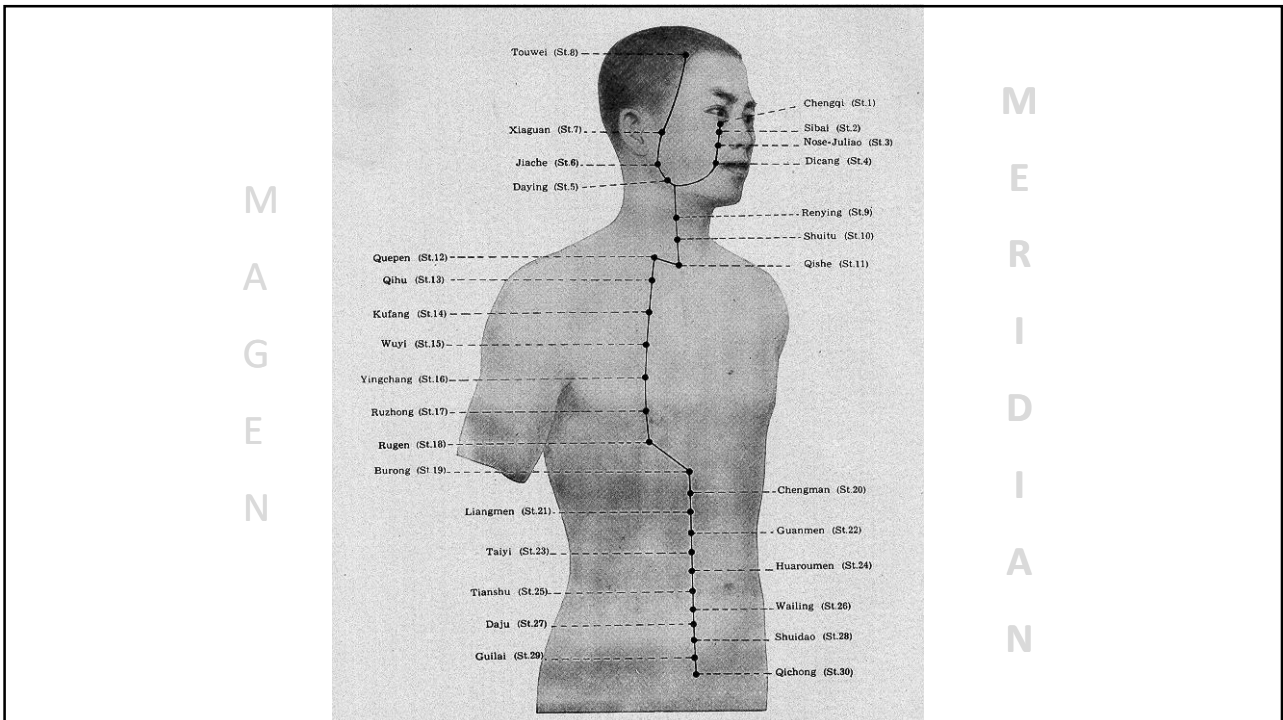 MAGEN
Touwei (St.8)
Xiaguan (St.7)
Jiache (St.6)
Daying (St.5)
Quepen (St.12)
Qihu (St.13)
Kufang (St.14)
Wuyi (St.15)
Yingchang (St.16)
Ruzhong (St.17)
Rugen (St.18)
Burong (St.19)
Liangmen (St.21)
Taiyi (St.23)
Tianshu (St.25)
Daju (St.27)
Guilai (St.29)
Chengqi (St.1)
Sibai (St.2)
Nose-Juliao (St.3)
Dicang (St.4)
Renying (St.9)
Shuitu (St.10)
Qishe (St.11)
Chengman (St.20)
Guanmen (St.22)
Huaroumen (St.24)
Wailing (St.26)
Shuidao (St.28)
Qichong (St.30)
MERIDIAN